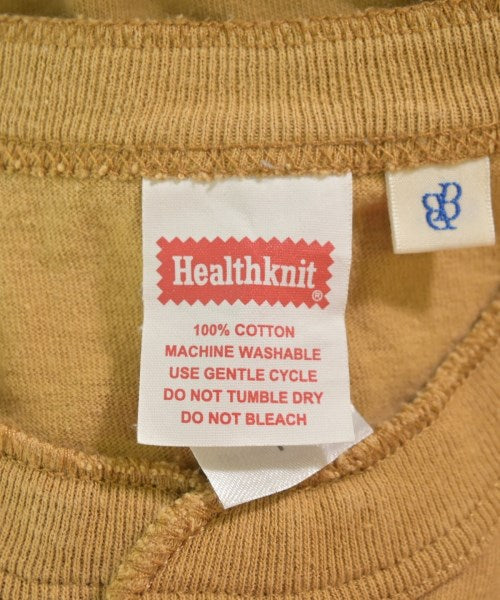 Healthknit®
100% COTTON
MACHINE WASHABLE
USE GENTLE CYCLE
DO NOT TUMBLE DRY
DO NOT BLEACH